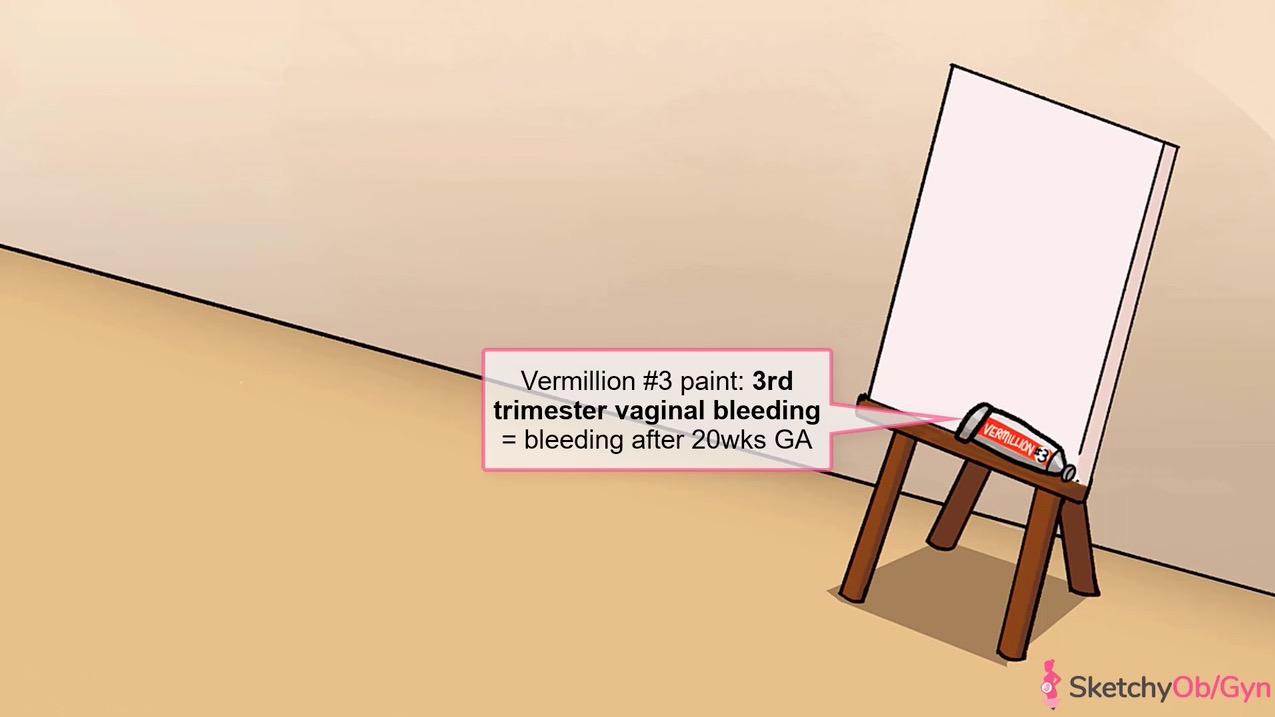 Vermillion #3 paint: 3rd
trimester vaginal bleeding
= bleeding after 20wks GA
VERMILLION #3
SketchyOb/Gyn